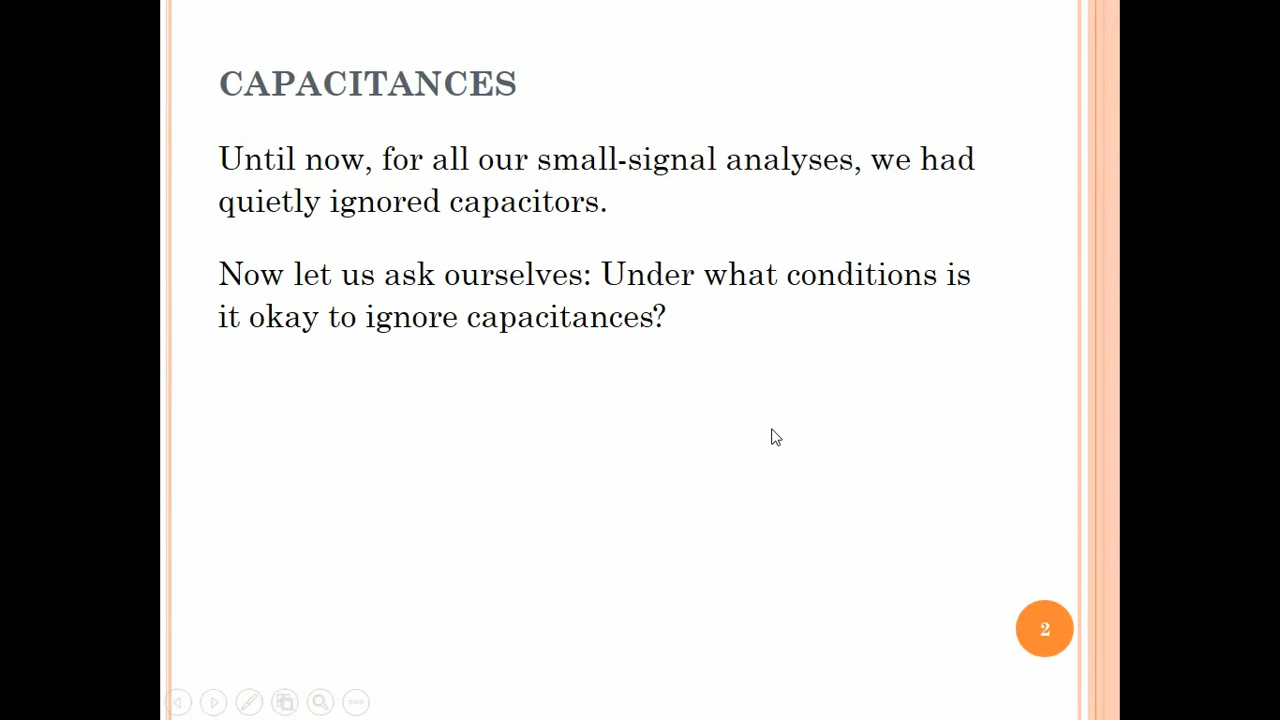 CAPACITANCES
Until now, for all our small-signal analyses, we had
quietly ignored capacitors.
Now let us ask ourselves: Under what conditions is
it okay to ignore capacitances?
2